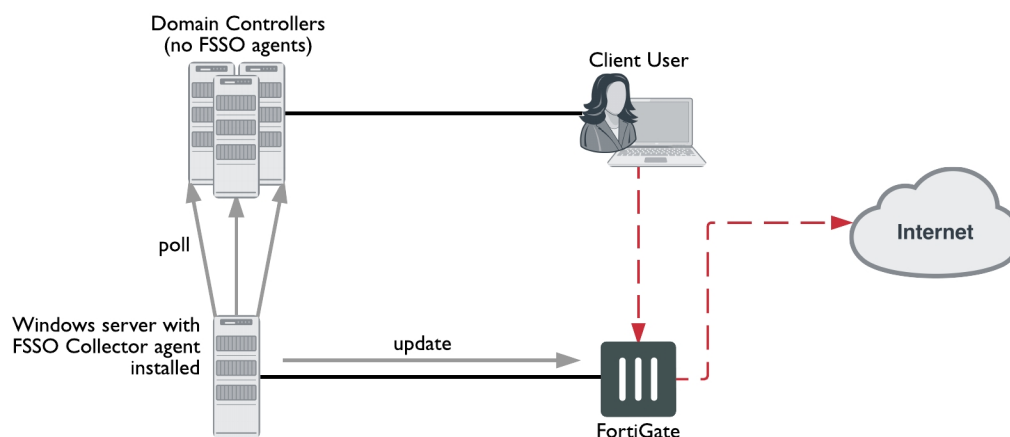 Domain Controllers
(no FSSO agents)
Client User
poll
Internet
Windows server with
FSSO Collector agent
installed
update
FortiGate